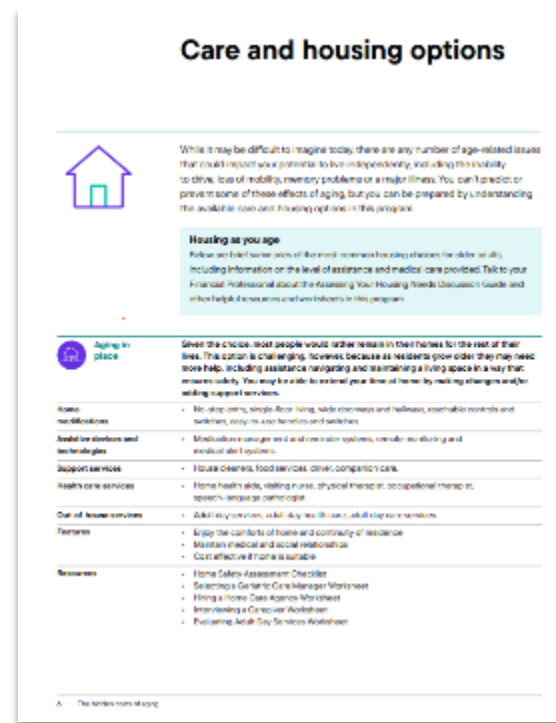 Care and housing options
While it may be difficult to imagine today, there are any number of age-related issues
that could impact your potential to live independently, including the inability
to drive, loss of mobility, memory problems or a major illness. You can't predict or
prevent some of these effects of aging, but you can be prepared by understanding
the available care and housing options in this program.
Housing as you age
Below are brief summaries of the most common housing choices for older adults,
including information on the level of assistance and medical care provided. Talk to your
Financial Professional about the Assessing Your Housing Needs Discussion Guide and
other helpful resources and worksheets in this program.
Aging in
place
Given the choice, most people would rather remain in their homes for the rest of their
lives. This option is challenging, however, because as residents grow older they may need
more help, including assistance navigating and maintaining a living space in a way that
ensures safety. You may be able to extend your time at home by making changes and/or
adding support services.
Home
modifications
• No-step entry, single-floor living, wide doorways and hallways, reachable controls and
switches, easy-to-use handles and switches
Assistive devices and
technologies
• Medication management and reminder systems, remote monitoring and
medical alert systems.
Support services
• House cleaners, food services, driver, companion care.
Health care services
• Home health aids, visiting nurse, physical therapist, occupational therapist,
speech-language pathologist
Out-of-house services
• Adult day services, adult day health care, adult day care services
Features
• Enjoy the comforts of home and continuity of residence
• Maintain medical and social relationships
• Cost effective if home is suitable
Resources
• Home Safety Assessment Checklist
• Selecting a Geriatric Care Manager Worksheet
• Hiring a Home Care Agency Worksheet
• Interviewing a Caregiver Worksheet
• Evaluating Adult Day Services Worksheet
The hidden costs of aging